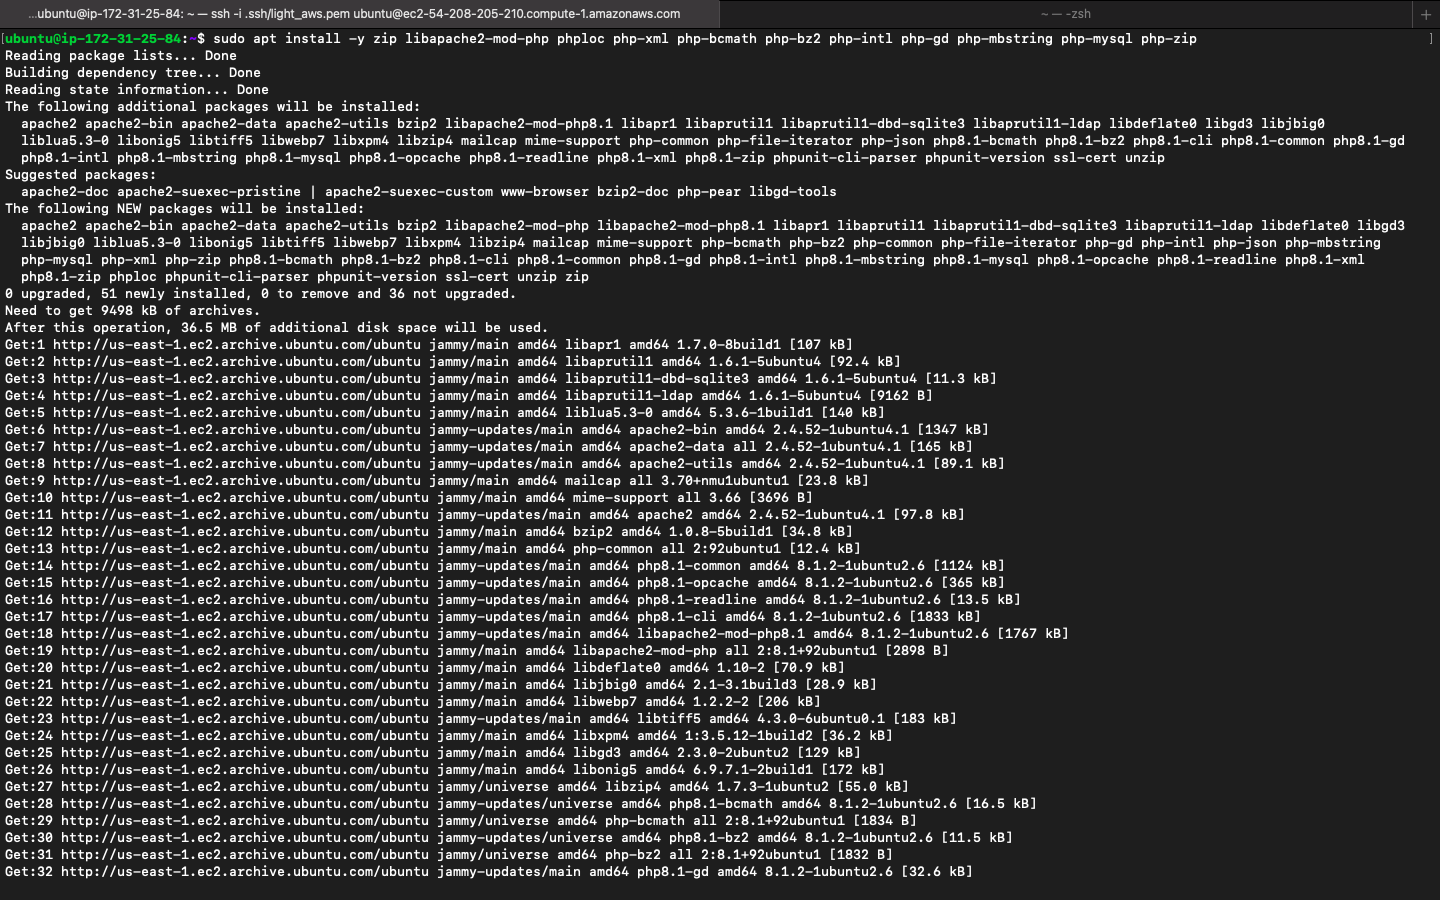 ...ubuntu@ip-172-31-25-84: ~ — ssh -i .ssh/light_aws.pem ubuntu@ec2-54-208-205-210.compute-1.amazonaws.com
~ — -zsh
+
[ubuntu@ip-172-31-25-84:~$ sudo apt install -y zip libapache2-mod-php phploc php-xml php-bcmath php-bz2 php-intl php-gd php-mbstring php-mysql php-zip ]
Reading package lists... Done
Building dependency tree... Done
Reading state information... Done
The following additional packages will be installed:
  apache2 apache2-bin apache2-data apache2-utils bzip2 libapache2-mod-php8.1 libapr1 libaprutil1 libaprutil1-dbd-sqlite3 libaprutil1-ldap libdeflate0 libgd3 libjbig0
  liblua5.3-0 libonig5 libtiff5 libwebp7 libxpm4 libzip4 mailcap mime-support php-common php-file-iterator php-json php8.1-bcmath php8.1-bz2 php8.1-cli php8.1-common php8.1-gd
  php8.1-intl php8.1-mbstring php8.1-mysql php8.1-opcache php8.1-readline php8.1-xml php8.1-zip phpunit-cli-parser phpunit-version ssl-cert unzip
Suggested packages:
  apache2-doc apache2-suexec-pristine | apache2-suexec-custom www-browser bzip2-doc php-pear libgd-tools
The following NEW packages will be installed:
  apache2 apache2-bin apache2-data apache2-utils bzip2 libapache2-mod-php libapache2-mod-php8.1 libapr1 libaprutil1 libaprutil1-dbd-sqlite3 libaprutil1-ldap libdeflate0 libgd3
  libjbig0 liblua5.3-0 libonig5 libtiff5 libwebp7 libxpm4 libzip4 mailcap mime-support php-bcmath php-bz2 php-common php-file-iterator php-gd php-intl php-json php-mbstring
  php-mysql php-xml php-zip php8.1-bcmath php8.1-bz2 php8.1-cli php8.1-common php8.1-gd php8.1-intl php8.1-mbstring php8.1-mysql php8.1-opcache php8.1-readline php8.1-xml
  php8.1-zip phploc phpunit-cli-parser phpunit-version ssl-cert unzip zip
0 upgraded, 51 newly installed, 0 to remove and 36 not upgraded.
Need to get 9498 kB of archives.
After this operation, 36.5 MB of additional disk space will be used.
Get:1 http://us-east-1.ec2.archive.ubuntu.com/ubuntu jammy/main amd64 libapr1 amd64 1.7.0-8build1 [107 kB]
Get:2 http://us-east-1.ec2.archive.ubuntu.com/ubuntu jammy/main amd64 libaprutil1 amd64 1.6.1-5ubuntu4 [92.4 kB]
Get:3 http://us-east-1.ec2.archive.ubuntu.com/ubuntu jammy/main amd64 libaprutil1-dbd-sqlite3 amd64 1.6.1-5ubuntu4 [11.3 kB]
Get:4 http://us-east-1.ec2.archive.ubuntu.com/ubuntu jammy/main amd64 libaprutil1-ldap amd64 1.6.1-5ubuntu4 [9162 B]
Get:5 http://us-east-1.ec2.archive.ubuntu.com/ubuntu jammy/main amd64 liblua5.3-0 amd64 5.3.6-1build1 [140 kB]
Get:6 http://us-east-1.ec2.archive.ubuntu.com/ubuntu jammy-updates/main amd64 apache2-bin amd64 2.4.52-1ubuntu4.1 [1347 kB]
Get:7 http://us-east-1.ec2.archive.ubuntu.com/ubuntu jammy-updates/main amd64 apache2-data all 2.4.52-1ubuntu4.1 [165 kB]
Get:8 http://us-east-1.ec2.archive.ubuntu.com/ubuntu jammy-updates/main amd64 apache2-utils amd64 2.4.52-1ubuntu4.1 [89.1 kB]
Get:9 http://us-east-1.ec2.archive.ubuntu.com/ubuntu jammy/main amd64 mailcap all 3.70+nmu1ubuntu1 [23.8 kB]
Get:10 http://us-east-1.ec2.archive.ubuntu.com/ubuntu jammy/main amd64 mime-support all 3.66 [3696 B]
Get:11 http://us-east-1.ec2.archive.ubuntu.com/ubuntu jammy-updates/main amd64 apache2 amd64 2.4.52-1ubuntu4.1 [97.8 kB]
Get:12 http://us-east-1.ec2.archive.ubuntu.com/ubuntu jammy/main amd64 bzip2 amd64 1.0.8-5build1 [34.8 kB]
Get:13 http://us-east-1.ec2.archive.ubuntu.com/ubuntu jammy/main amd64 php-common all 2:92ubuntu1 [12.4 kB]
Get:14 http://us-east-1.ec2.archive.ubuntu.com/ubuntu jammy-updates/main amd64 php8.1-common amd64 8.1.2-1ubuntu2.6 [1124 kB]
Get:15 http://us-east-1.ec2.archive.ubuntu.com/ubuntu jammy-updates/main amd64 php8.1-opcache amd64 8.1.2-1ubuntu2.6 [365 kB]
Get:16 http://us-east-1.ec2.archive.ubuntu.com/ubuntu jammy-updates/main amd64 php8.1-readline amd64 8.1.2-1ubuntu2.6 [13.5 kB]
Get:17 http://us-east-1.ec2.archive.ubuntu.com/ubuntu jammy-updates/main amd64 php8.1-cli amd64 8.1.2-1ubuntu2.6 [1833 kB]
Get:18 http://us-east-1.ec2.archive.ubuntu.com/ubuntu jammy-updates/main amd64 libapache2-mod-php8.1 amd64 8.1.2-1ubuntu2.6 [1767 kB]
Get:19 http://us-east-1.ec2.archive.ubuntu.com/ubuntu jammy/main amd64 libapache2-mod-php all 2:8.1+92ubuntu1 [2898 B]
Get:20 http://us-east-1.ec2.archive.ubuntu.com/ubuntu jammy/main amd64 libdeflate0 amd64 1.10-2 [70.9 kB]
Get:21 http://us-east-1.ec2.archive.ubuntu.com/ubuntu jammy/main amd64 libjbig0 amd64 2.1-3.1build3 [28.9 kB]
Get:22 http://us-east-1.ec2.archive.ubuntu.com/ubuntu jammy/main amd64 libwebp7 amd64 1.2.2-2 [206 kB]
Get:23 http://us-east-1.ec2.archive.ubuntu.com/ubuntu jammy-updates/main amd64 libtiff5 amd64 4.3.0-6ubuntu0.1 [183 kB]
Get:24 http://us-east-1.ec2.archive.ubuntu.com/ubuntu jammy/main amd64 libxpm4 amd64 1:3.5.12-1build2 [36.2 kB]
Get:25 http://us-east-1.ec2.archive.ubuntu.com/ubuntu jammy/main amd64 libgd3 amd64 2.3.0-2ubuntu2 [129 kB]
Get:26 http://us-east-1.ec2.archive.ubuntu.com/ubuntu jammy/main amd64 libonig5 amd64 6.9.7.1-2build1 [172 kB]
Get:27 http://us-east-1.ec2.archive.ubuntu.com/ubuntu jammy/universe amd64 libzip4 amd64 1.7.3-1ubuntu2 [55.0 kB]
Get:28 http://us-east-1.ec2.archive.ubuntu.com/ubuntu jammy-updates/universe amd64 php8.1-bcmath amd64 8.1.2-1ubuntu2.6 [16.5 kB]
Get:29 http://us-east-1.ec2.archive.ubuntu.com/ubuntu jammy/universe amd64 php-bcmath all 2:8.1+92ubuntu1 [1834 B]
Get:30 http://us-east-1.ec2.archive.ubuntu.com/ubuntu jammy-updates/universe amd64 php8.1-bz2 amd64 8.1.2-1ubuntu2.6 [11.5 kB]
Get:31 http://us-east-1.ec2.archive.ubuntu.com/ubuntu jammy/universe amd64 php-bz2 all 2:8.1+92ubuntu1 [1832 B]
Get:32 http://us-east-1.ec2.archive.ubuntu.com/ubuntu jammy-updates/main amd64 php8.1-gd amd64 8.1.2-1ubuntu2.6 [32.6 kB]